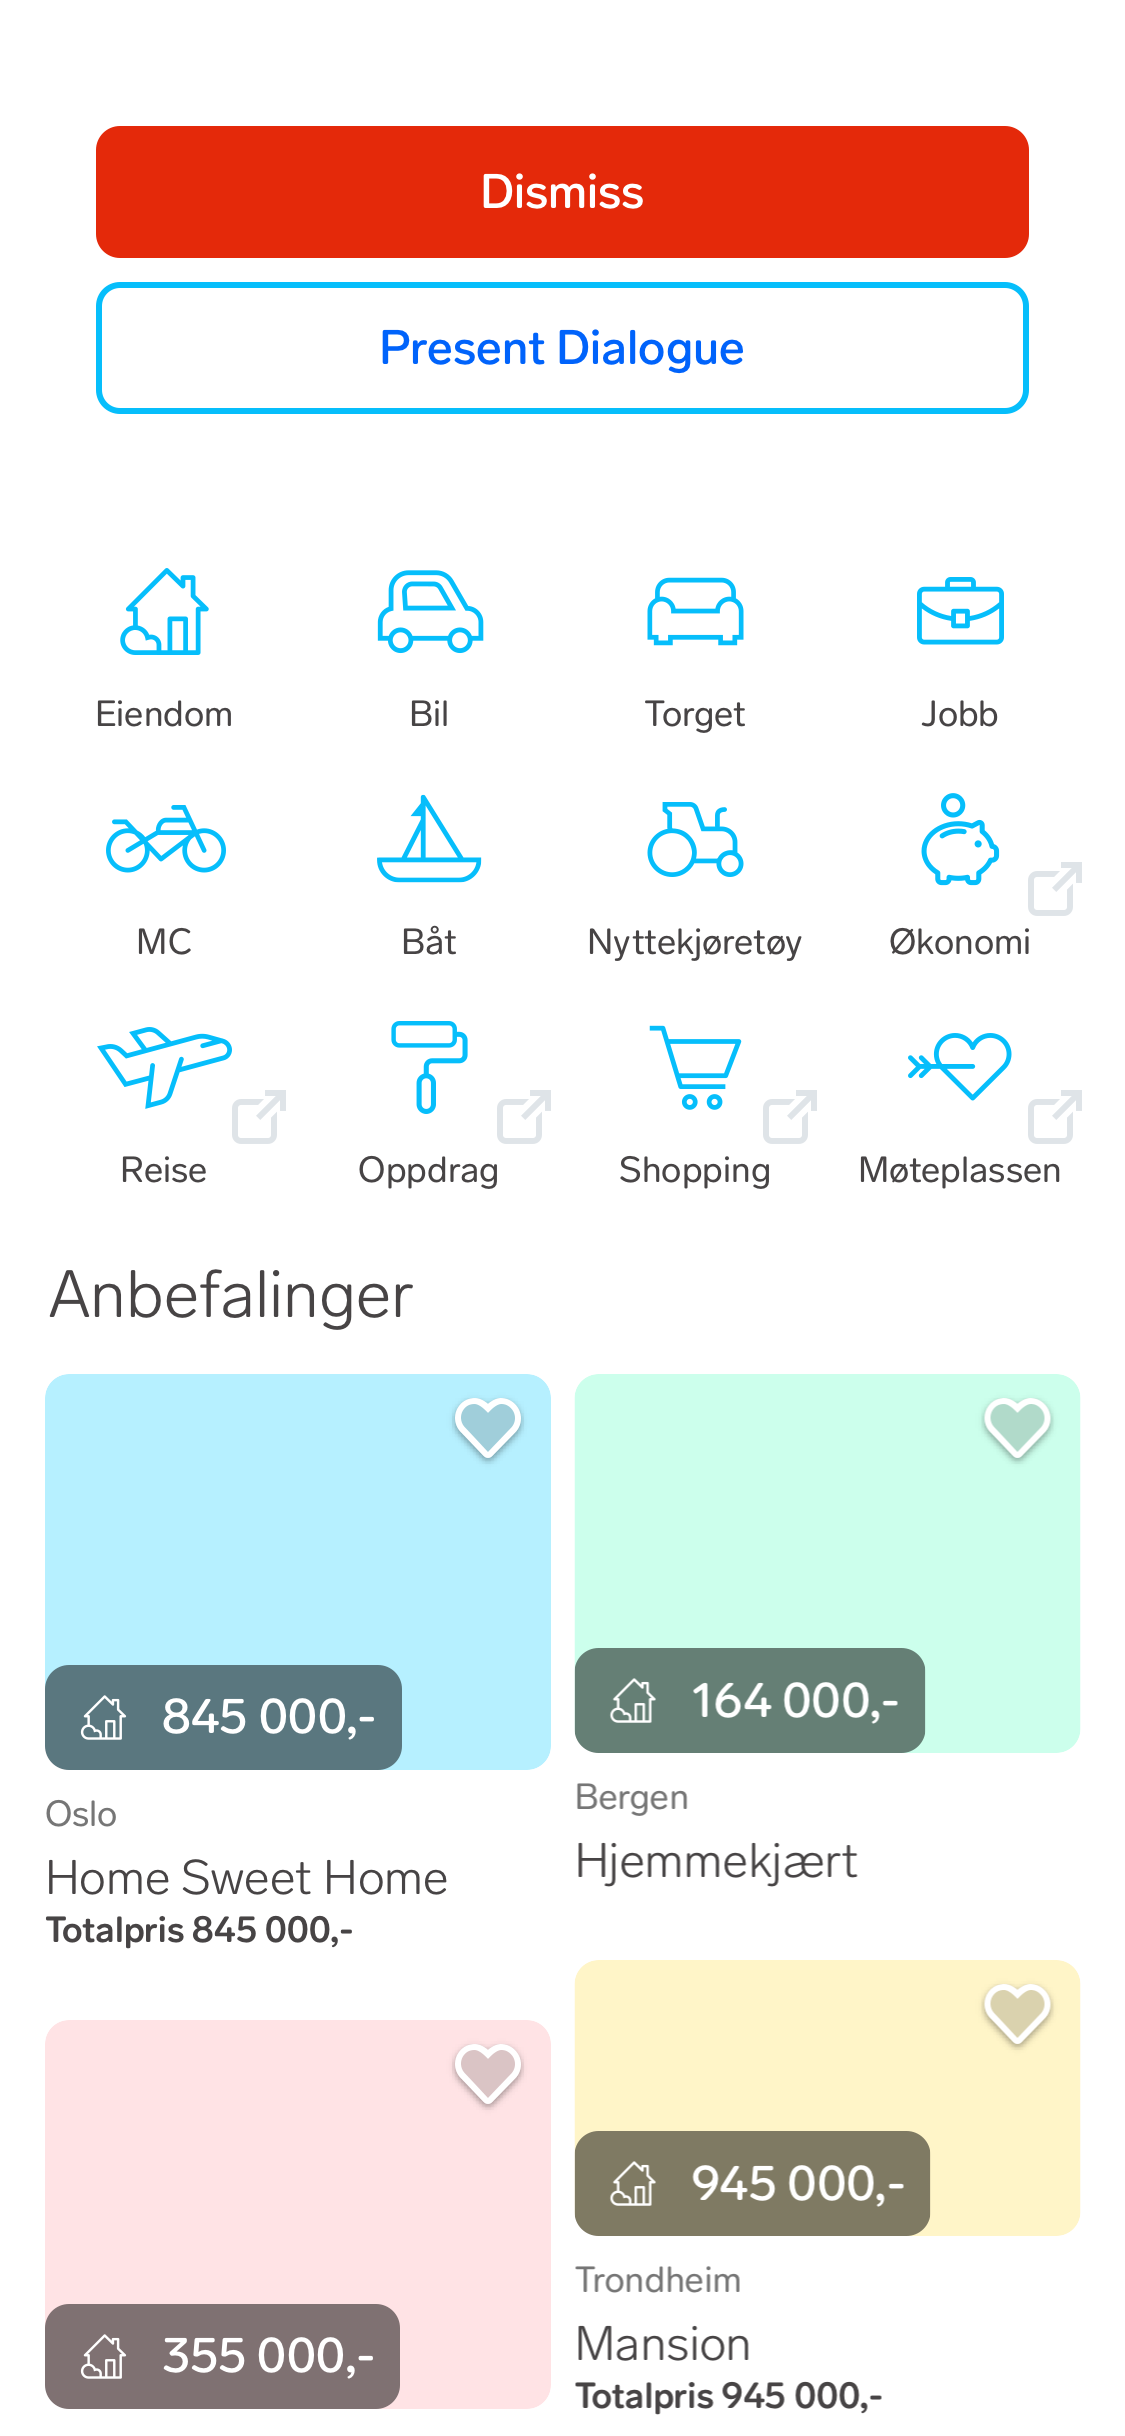 Dismiss
Present Dialogue
Eiendom
Bil
Torget
Jobb
MC
Båt
Nyttekjøretøy
Økonomi
Reise
Oppdrag
Shopping
Møteplassen
Anbefalinger
845 000,-
Oslo
Home Sweet Home
Totalpris 845 000,-
164 000,-
Bergen
Hjemmekjært
355 000,-
945 000,-
Trondheim
Mansion
Totalpris 945 000,-